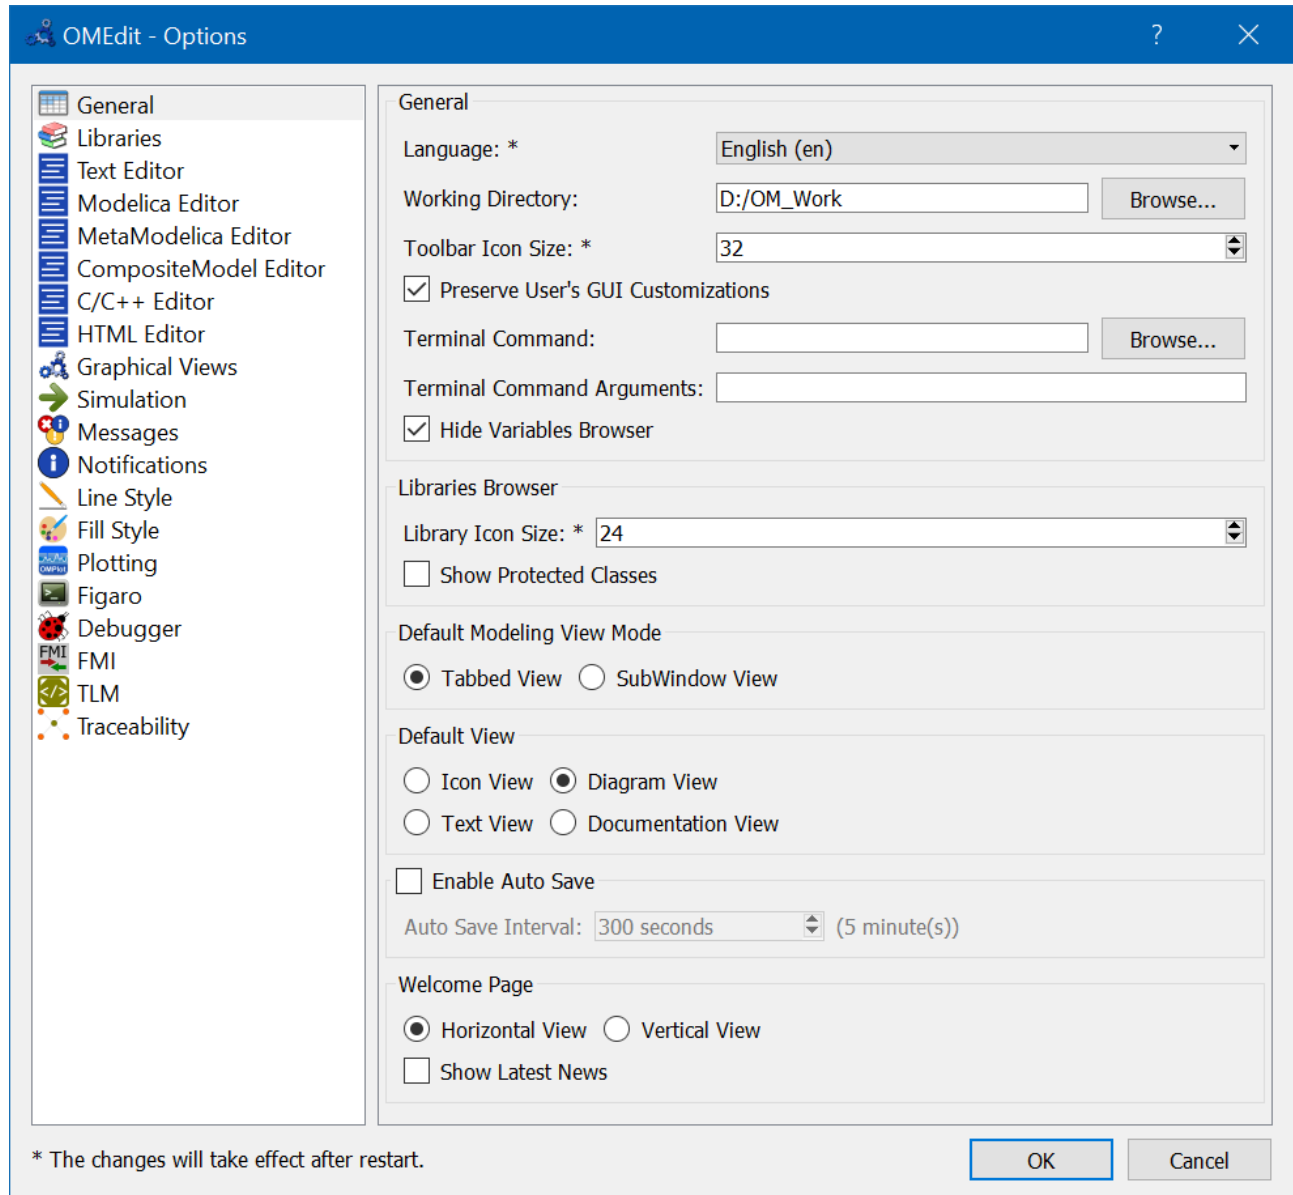 OMEdit - Options
?
General
Libraries
Text Editor
Modelica Editor
MetaModelica Editor
CompositeModel Editor
C/C++ Editor
HTML Editor
Graphical Views
Simulation
Messages
Notifications
Line Style
Fill Style
OMPlot
Plotting
Figaro
Debugger
FMI
FMI
TLM
Traceability
General
Language: *
English (en)
Working Directory:
D:/OM_Work
Browse...
Toolbar Icon Size: *
32
Preserve User's GUI Customizations
Terminal Command:
Browse...
Terminal Command Arguments:
Hide Variables Browser
Libraries Browser
Library Icon Size: *
24
Show Protected Classes
Default Modeling View Mode
Tabbed View
SubWindow View
Default View
Icon View
Diagram View
Text View
Documentation View
Enable Auto Save
Auto Save Interval:
300 seconds
(5 minute(s))
Welcome Page
Horizontal View
Vertical View
Show Latest News
* The changes will take effect after restart.
OK
Cancel